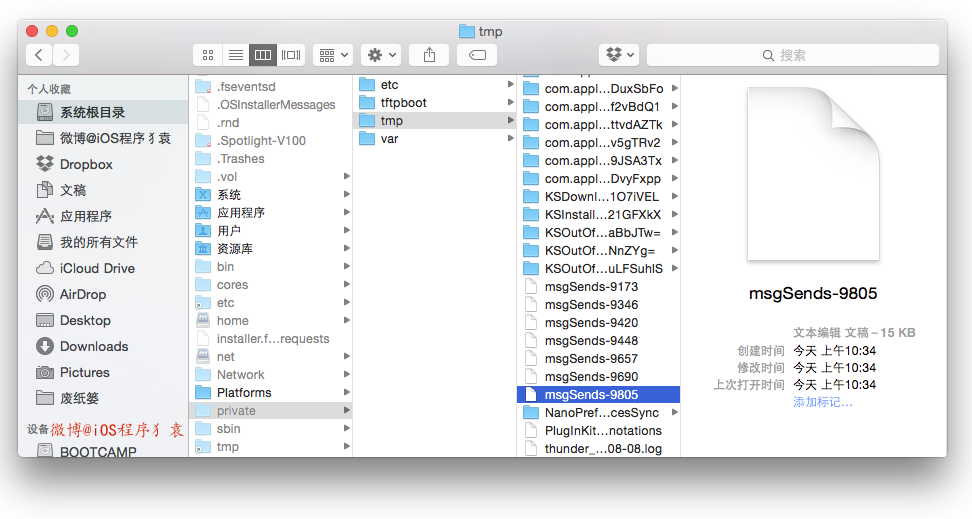 tmp
搜索
个人收藏
系统根目录
微博@iOS程序犭袁
Dropbox
文稿
应用程序
我的所有文件
iCloud Drive
AirDrop
Desktop
Downloads
Pictures
废纸篓
设备
微博@iOS程序犭袁
BOOTCAMP
.fseventsd
.OSInstallerMessages
.rnd
.Spotlight-V100
.Trashes
.vol
系统
应用程序
用户
资源库
bin
cores
etc
home
installer.f...requests
net
Network
Platforms
private
sbin
tmp
etc
tftpboot
tmp
var
com.appl...DuxSbFo
com.appl...f2vBdQ1
com.appl...ttvdAZTk
com.appl...v5gTRv2
com.appl...9JSA3Tx
com.appl...DvyFxpp
KSDownl...1O7iVEL
KSInstall...21GFXkX
KSOutOf...aBbJTw=
KSOutOf...NnZYg=
KSOutOf...uLFSuhlS
msgSends-9173
msgSends-9346
msgSends-9420
msgSends-9448
msgSends-9657
msgSends-9690
msgSends-9805
NanoPref...cesSync
PlugInKit...notations
thunder_...08-08.log
msgSends-9805
文本编辑 文稿 – 15 KB
创建时间 今天 上午10:34
修改时间 今天 上午10:34
上次打开时间 今天 上午10:34
添加标记...